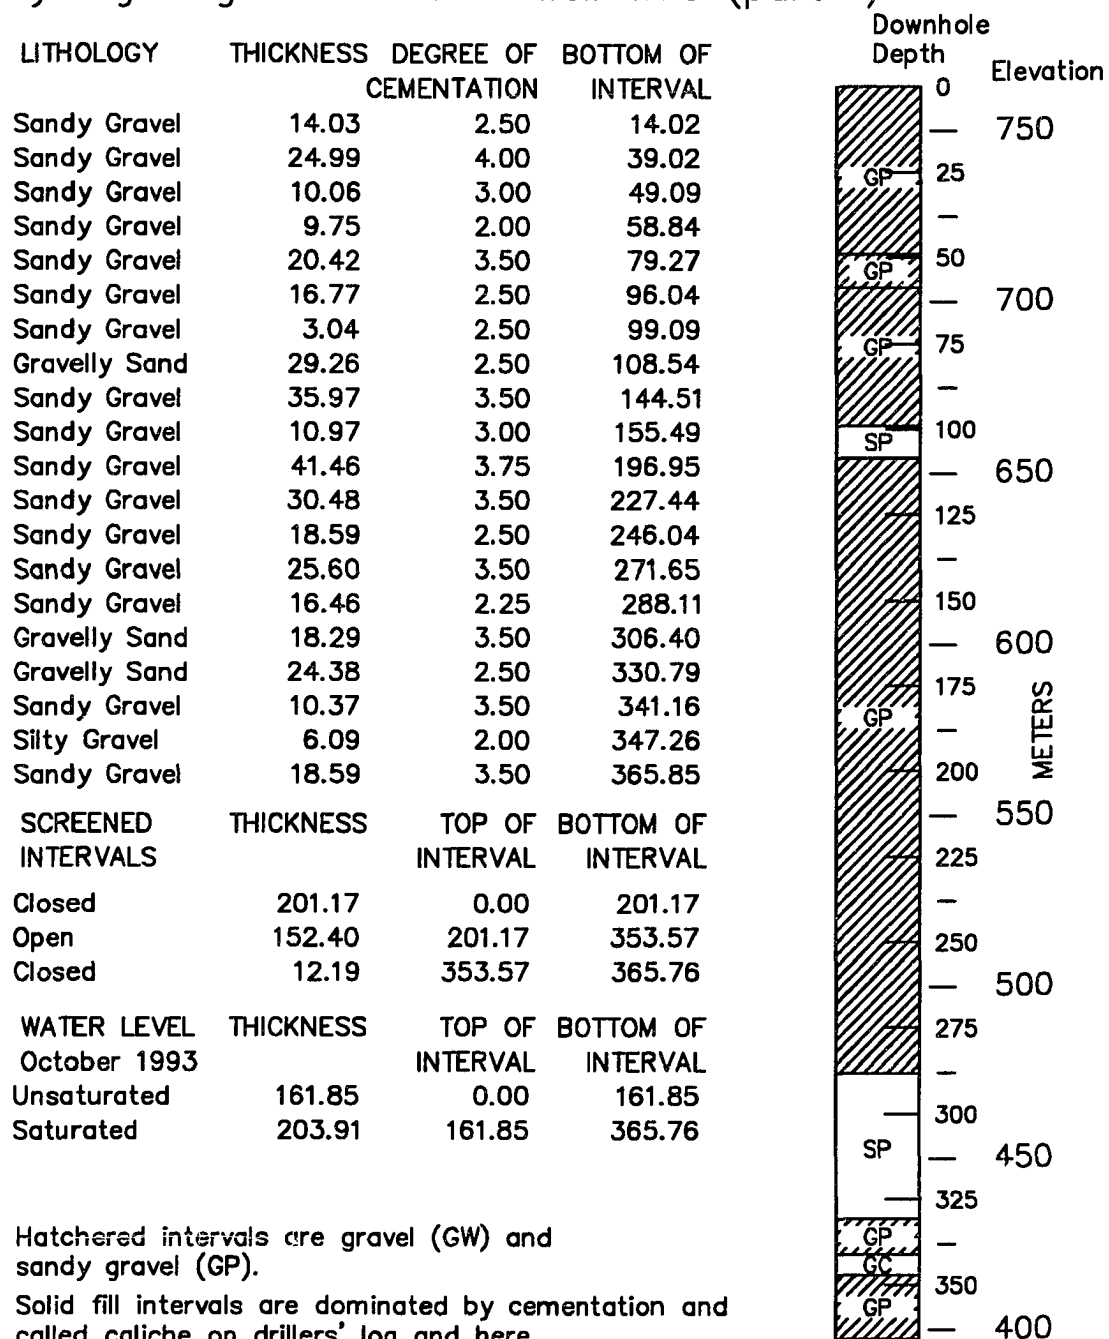 LITHOLOGY THICKNESS DEGREE OF BOTTOM OF
CEMENTATION INTERVAL
Sandy Gravel 14.03 2.50 14.02
Sandy Gravel 24.99 4.00 39.02
Sandy Gravel 10.06 3.00 49.09
Sandy Gravel 9.75 2.00 58.84
Sandy Gravel 20.42 3.50 79.27
Sandy Gravel 16.77 2.50 96.04
Sandy Gravel 3.04 2.50 99.09
Gravelly Sand 29.26 2.50 108.54
Sandy Gravel 35.97 3.50 144.51
Sandy Gravel 10.97 3.00 155.49
Sandy Gravel 41.46 3.75 196.95
Sandy Gravel 30.48 3.50 227.44
Sandy Gravel 18.59 2.50 246.04
Sandy Gravel 25.60 3.50 271.65
Sandy Gravel 16.46 2.25 288.11
Gravelly Sand 18.29 3.50 306.40
Gravelly Sand 24.38 2.50 330.79
Sandy Gravel 10.37 3.50 341.16
Silty Gravel 6.09 2.00 347.26
Sandy Gravel 18.59 3.50 365.85
SCREENED THICKNESS TOP OF BOTTOM OF
INTERVALS INTERVAL INTERVAL
Closed 201.17 0.00 201.17
Open 152.40 201.17 353.57
Closed 12.19 353.57 365.76
WATER LEVEL THICKNESS TOP OF BOTTOM OF
October 1993 INTERVAL INTERVAL
Unsaturated 161.85 0.00 161.85
Saturated 203.91 161.85 365.76
Hatchered intervals are gravel (GW) and
sandy gravel (GP).
Solid fill intervals are dominated by cementation and
called caliche on drillers' log and here
Downhole
Depth
Elevation
0
750
GP 25
50
GP
700
GP 75
100
SP
650
125
150
600
175
GP
METERS
200
550
225
250
500
275
300
SP 450
325
GP
GC
350
GP
400